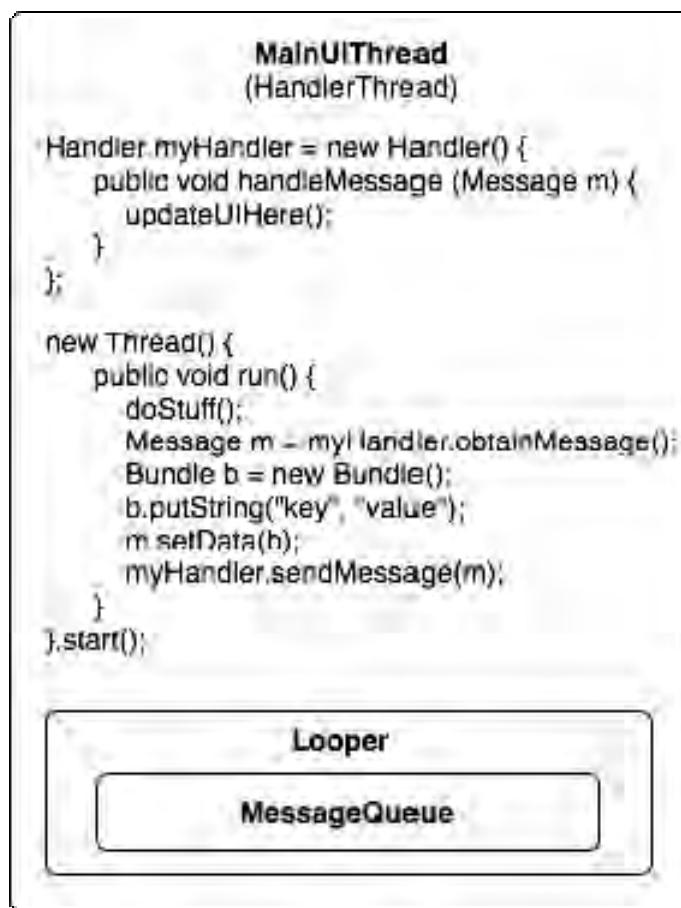 MainUIThread
(HandlerThread)
Handler myHandler = new Handler() {
public void handleMessage (Message m) {
updateUIHere();
}
};
new Thread() {
public void run() {
doStuff();
Message m = myHandler.obtainMessage();
Bundle b = new Bundle();
b.putString("key", "value");
m.setData(b);
myHandler.sendMessage(m);
}
}.start();
Looper
MessageQueue